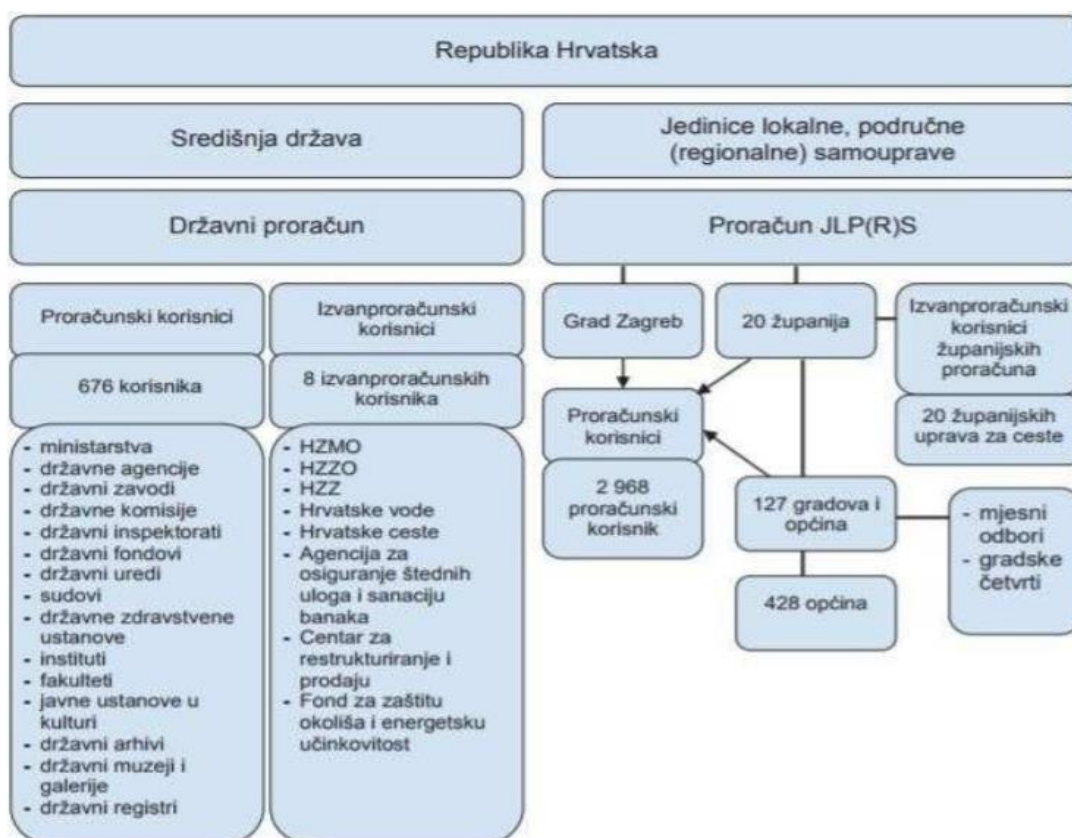 Republika Hrvatska
Središnja država
Jedinice lokalne, područne
(regionalne) samouprave
Državni proračun
Proračun JLP(R)S
Proračunski korisnici
Izvanproračunski
korisnici
676 korisnika
8 izvanproračunskih
korisnika
- ministarstva
- državne agencije
- državni zavodi
- državne komisije
- državni inspektorati
- državni fondovi
- državni uredi
- sudovi
- državne zdravstvene
ustanove
- instituti
- fakulteti
- javne ustanove u
kulturi
- državni arhivi
- državni muzeji i
galerije
- državni registri
- HZMO
- HZZO
- HZZ
- Hrvatske vode
- Hrvatske ceste
- Agencija za
osiguranje štednih
uloga i sanaciju
banaka
- Centar za
restrukturiranje i
prodaju
- Fond za zaštitu
okoliša i energetsku
učinkovitost
Grad Zagreb
20 županija
Izvanproračunski
korisnici
županijskih
proračuna
20 županijskih
uprava za ceste
Proračunski
korisnici
2 968
proračunski
korisnik
127 gradova i
općina
- mjesni
odbori
- gradske
četvrti
428 općina